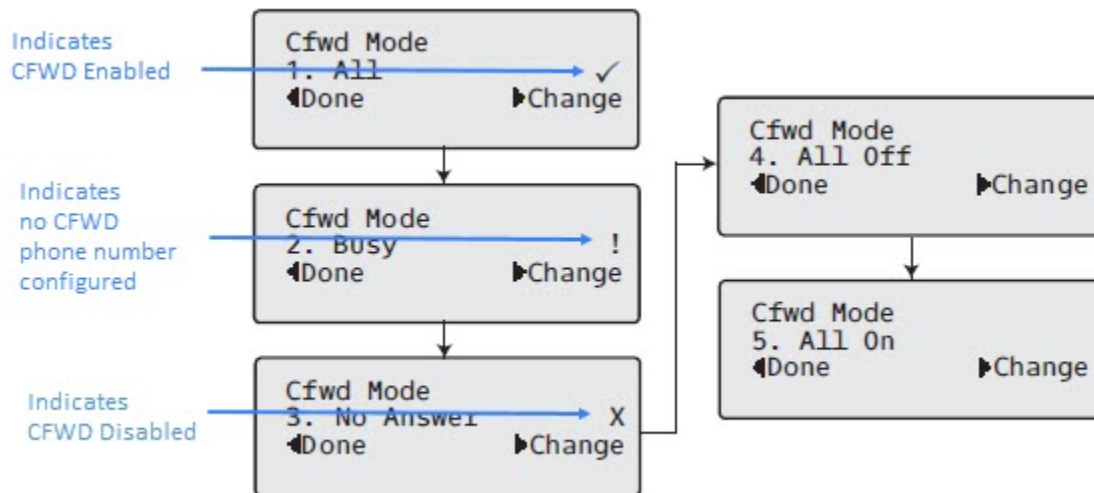 Indicates
CFWD Enabled
Cfwd Mode
1. All ✓
◀Done ▶Change
Indicates
no CFWD
phone number
configured
Cfwd Mode
2. Busy !
◀Done ▶Change
Indicates
CFWD Disabled
Cfwd Mode
3. No Answer X
◀Done ▶Change
Cfwd Mode
4. All Off
◀Done ▶Change
Cfwd Mode
5. All On
◀Done ▶Change